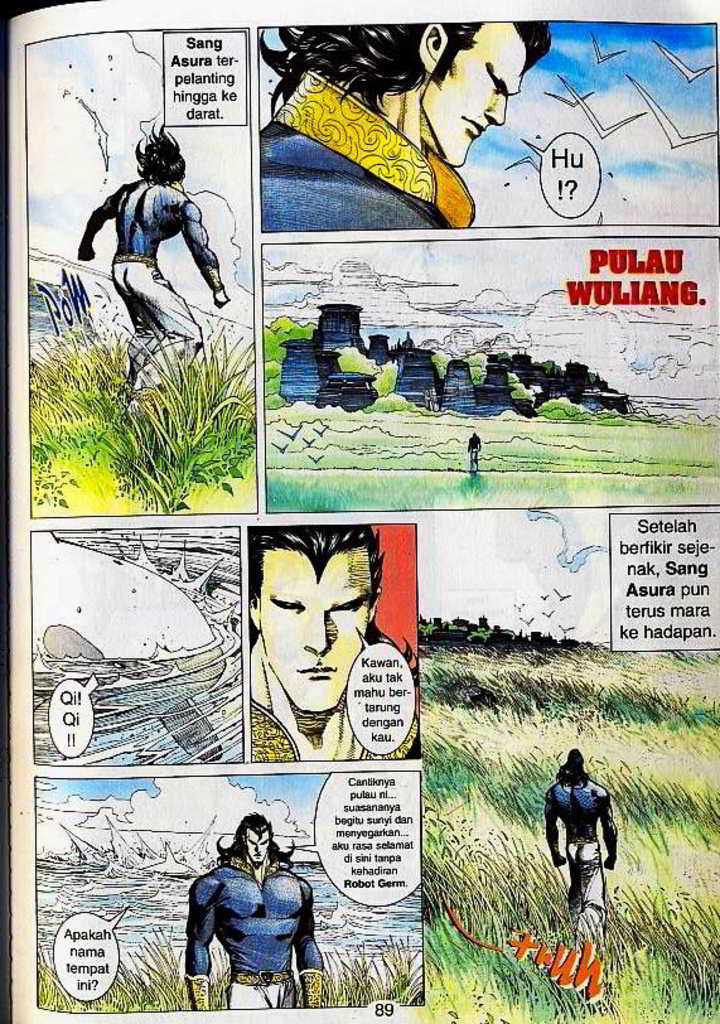 Sang
Asura ter-
pelanting
hingga ke
darat.
POM
Hu
!?
PULAU
WULIANG.
Qi!
Qi
!!
Kawan,
aku tak
mahu ber-
tarung
dengan
kau.
Cantiknya
pulau ni...
suasananya
begitu sunyi dan
menyegarkan...
aku rasa selamat
di sini tanpa
kehadiran
Robot Germ.
Apakah
nama
tempat
ini?
Setelah
berfikir seje-
nak, Sang
Asura pun
terus mara
ke hadapan.
89